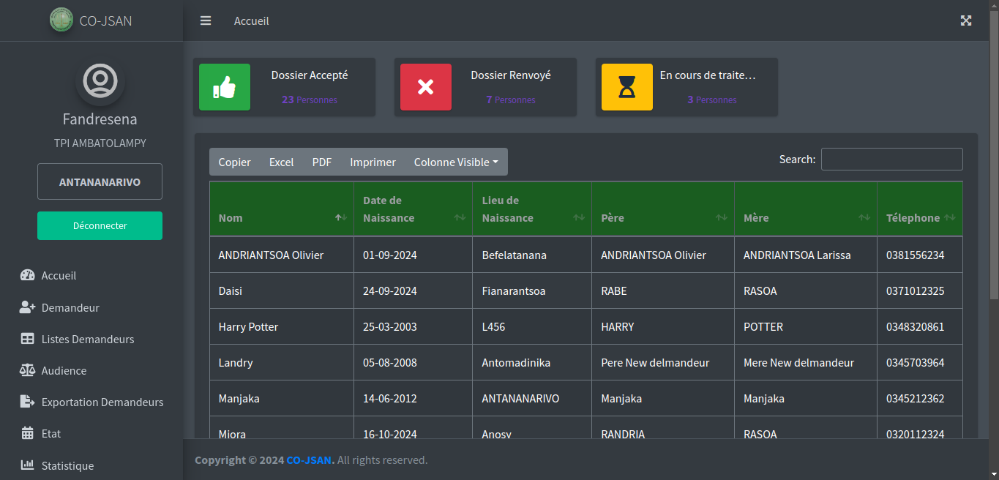 CO-JSAN
Accueil
Fandresena
TPI AMBATOLAMPY
ANTANANARIVO
Déconnecter
Accueil
Demandeur
Listes Demandeurs
Audience
Exportation Demandeurs
Etat
Statistique
Dossier Accepté
23 Personnes
Dossier Renvoyé
7 Personnes
En cours de traite…
3 Personnes
Copier Excel PDF Imprimer Colonne Visible
Search:
Nom Date de Naissance Lieu de Naissance Père Mère Télephone
ANDRIANTSOA Olivier 01-09-2024 Befelatanana ANDRIANTSOA Olivier ANDRIANTSOA Larissa 0381556234
Daisi 24-09-2024 Fianarantsoa RABE RASOA 0371012325
Harry Potter 25-03-2003 L456 HARRY POTTER 0348320861
Landry 05-08-2008 Antomadinika Pere New delmandeur Mere New delmandeur 0345703964
Manjaka 14-06-2012 ANTANANARIVO Manjaka Manjaka 0345212362
Miora 16-10-2024 Anosy RANDRIA RASOA 0320112324
Copyright © 2024 CO-JSAN. All rights reserved.